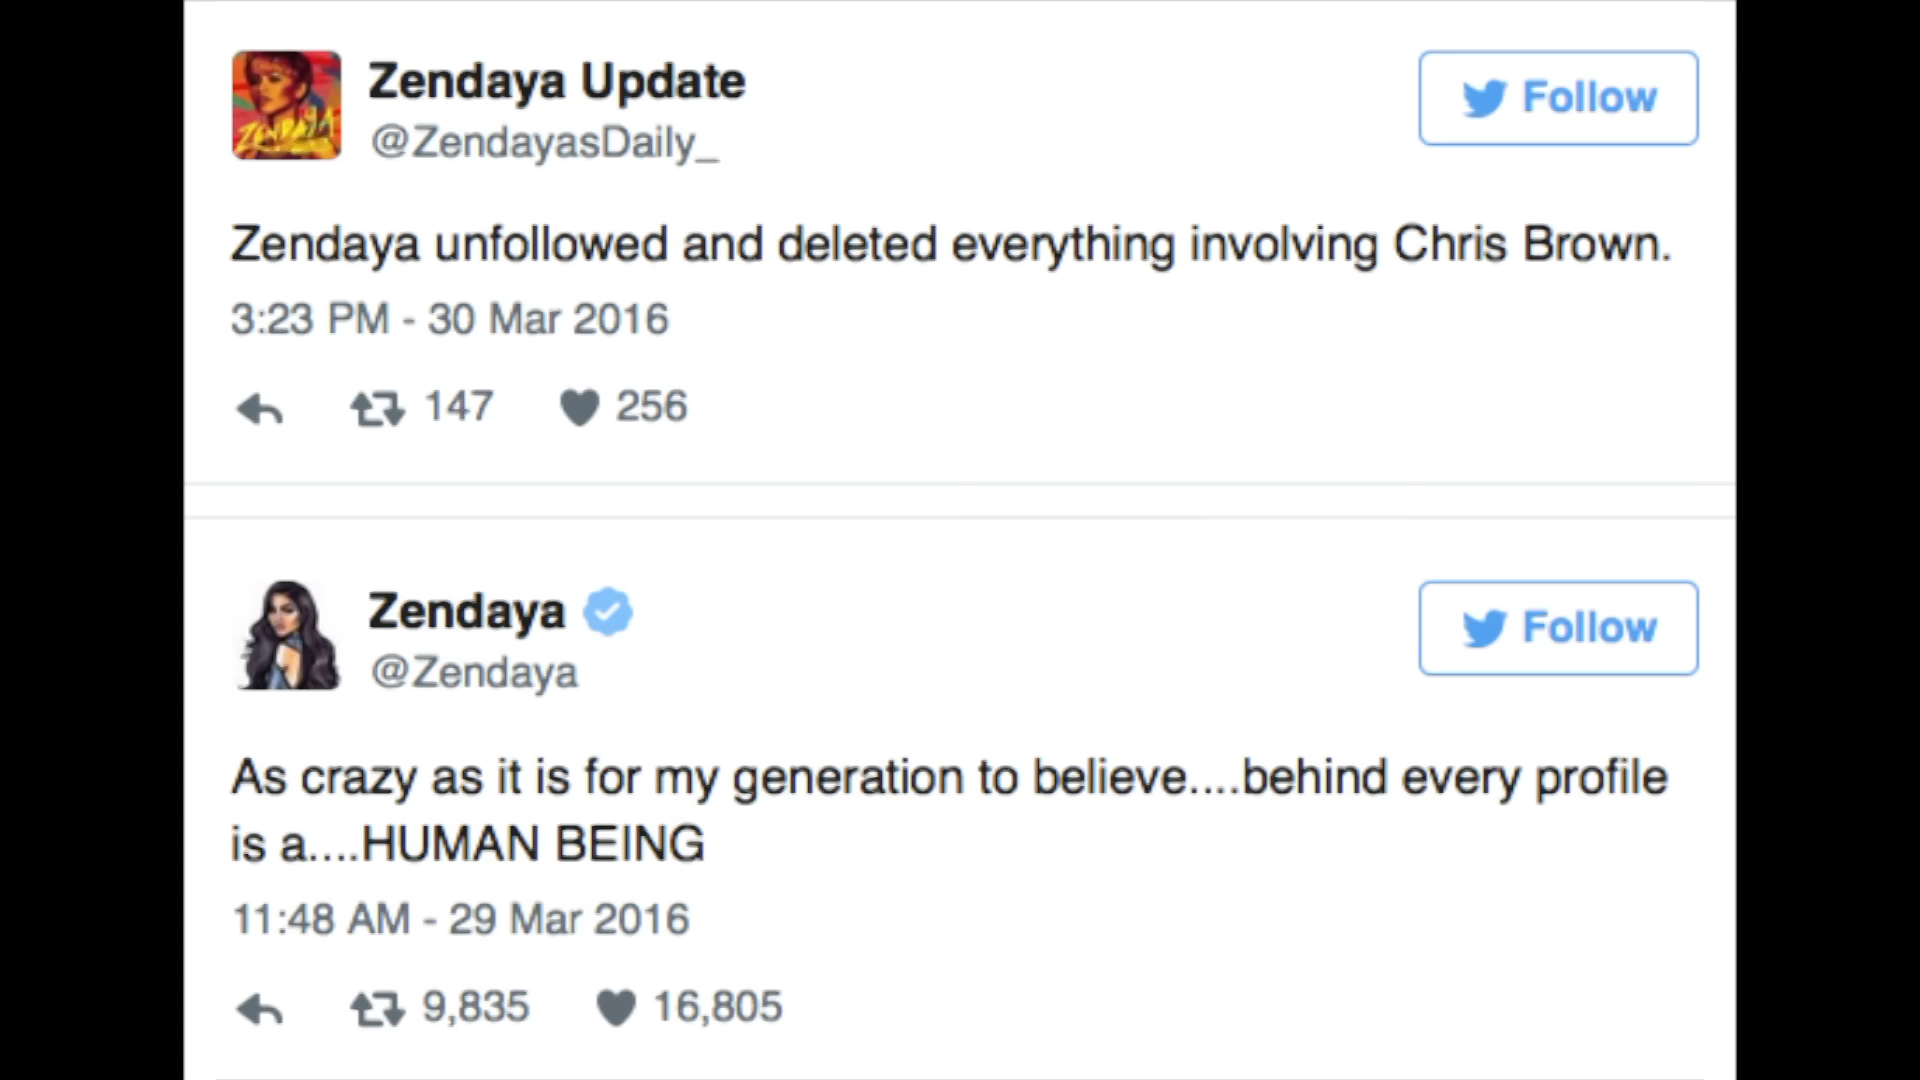 Zendaya Update
@ZendayasDaily_
Follow
ZENDAYA
Zendaya unfollowed and deleted everything involving Chris Brown.
3:23 PM - 30 Mar 2016
147 256
Zendaya
@Zendaya
Follow
As crazy as it is for my generation to believe....behind every profile
is a....HUMAN BEING
11:48 AM - 29 Mar 2016
9,835 16,805